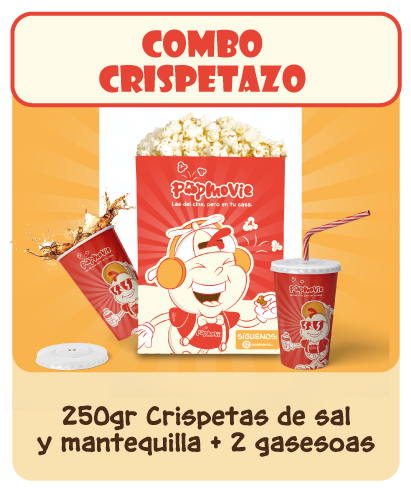 COMBO
CRISPETAZO
PopMovie
Las del cine, pero en tu casa.
PopMovie
PopMovie
PopMovie
SÍGUENOS:
250gr Crispetas de sal
y mantequilla + 2 gasesoas